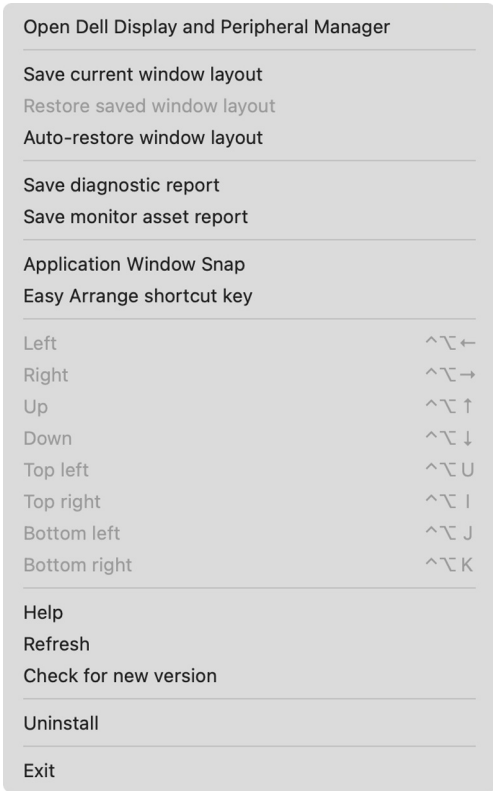 Open Dell Display and Peripheral Manager
Save current window layout
Restore saved window layout
Auto-restore window layout
Save diagnostic report
Save monitor asset report
Application Window Snap
Easy Arrange shortcut key
Left ^⌥←
Right ^⌥→
Up ^⌥↑
Down ^⌥↓
Top left ^⌥U
Top right ^⌥I
Bottom left ^⌥J
Bottom right ^⌥K
Help
Refresh
Check for new version
Uninstall
Exit